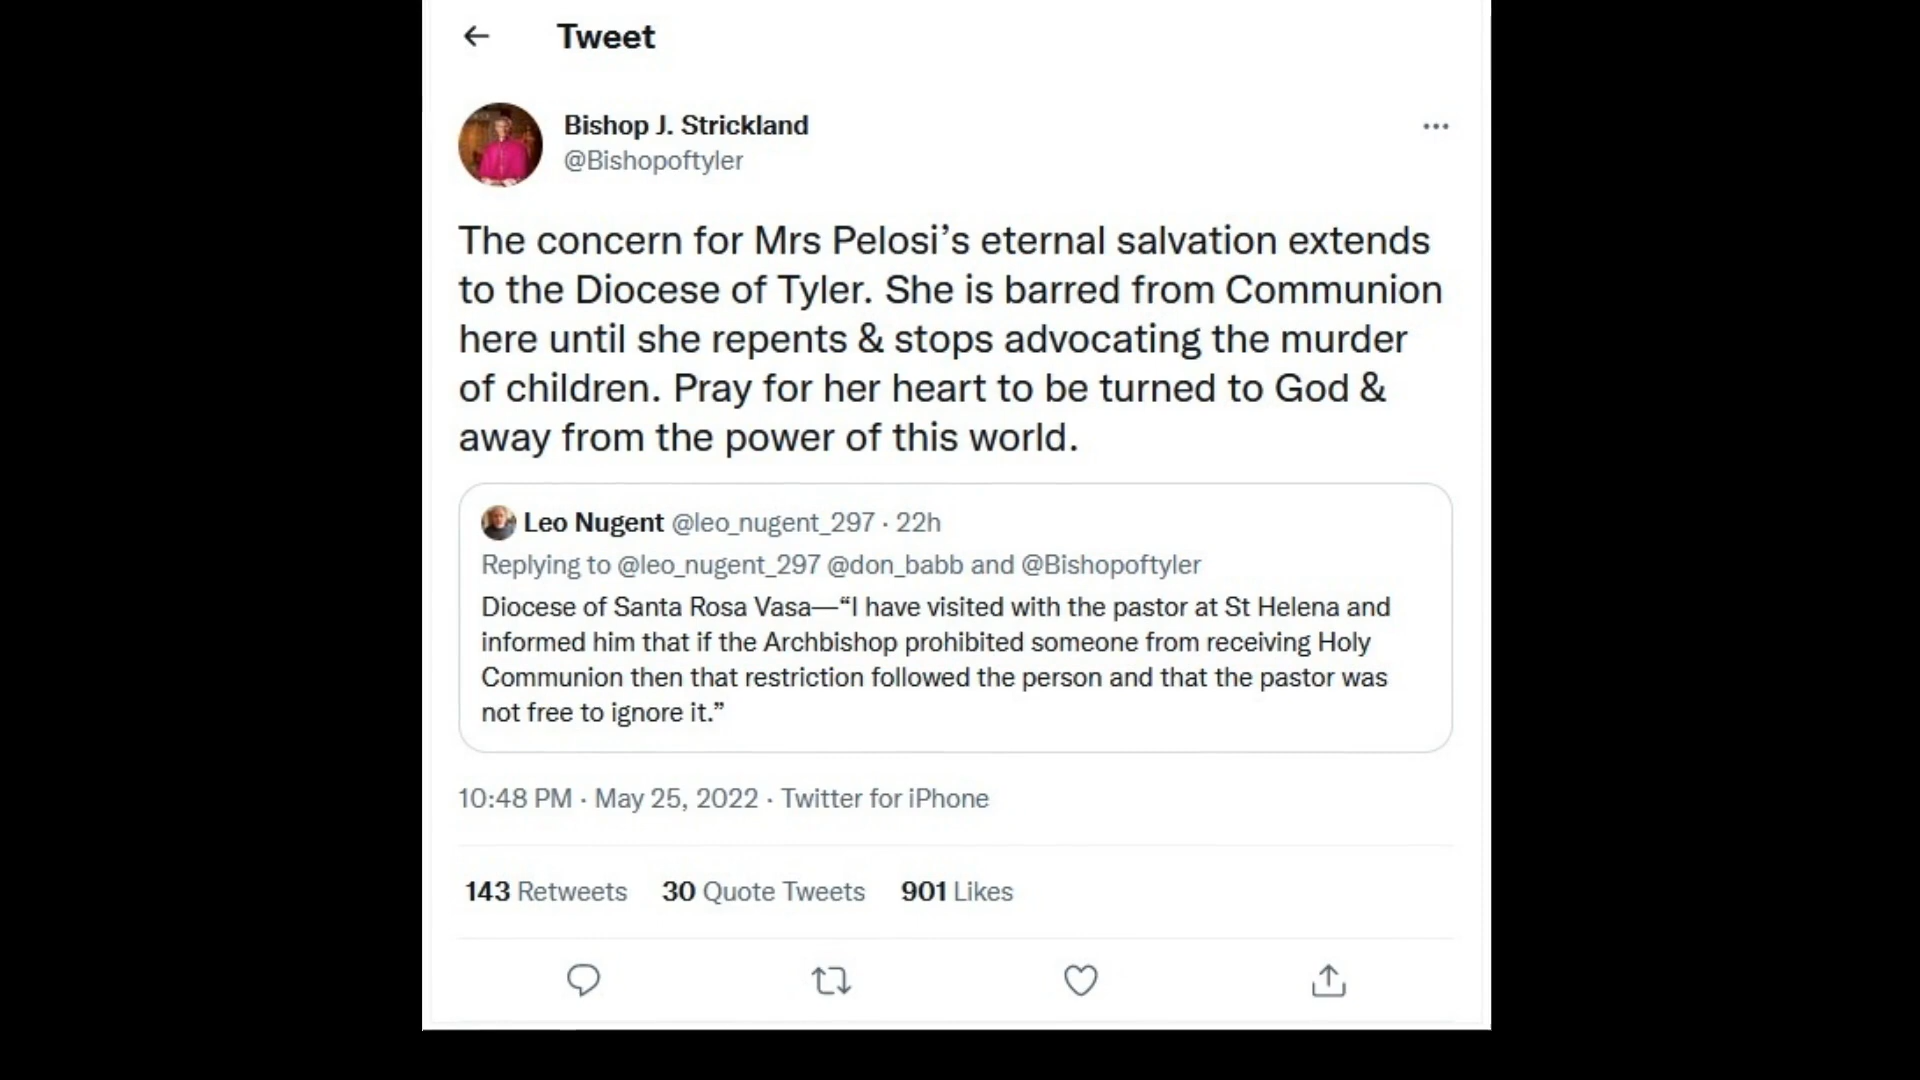 Tweet
Bishop J. Strickland
@Bishopoftyler
The concern for Mrs Pelosi’s eternal salvation extends
to the Diocese of Tyler. She is barred from Communion
here until she repents & stops advocating the murder
of children. Pray for her heart to be turned to God &
away from the power of this world.
Leo Nugent @leo_nugent_297 · 22h
Replying to @leo_nugent_297 @don_babb and @Bishopoftyler
Diocese of Santa Rosa Vasa—“I have visited with the pastor at St Helena and
informed him that if the Archbishop prohibited someone from receiving Holy
Communion then that restriction followed the person and that the pastor was
not free to ignore it.”
10:48 PM · May 25, 2022 · Twitter for iPhone
143 Retweets 30 Quote Tweets 901 Likes